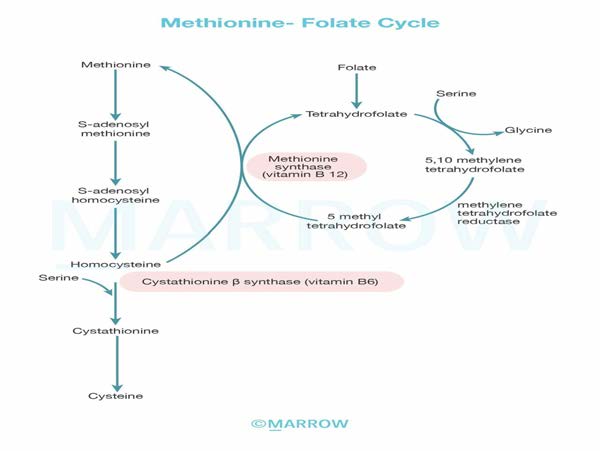 Methionine- Folate Cycle
Methionine
Folate
Serine
Tetrahydrofolate
Glycine
S-adenosyl
methionine
Methionine
synthase
(vitamin B 12)
5,10 methylene
tetrahydrofolate
S-adenosyl
homocysteine
methylene
tetrahydrofolate
reductase
5 methyl
tetrahydrofolate
MARROW
Homocysteine
Serine
Cystathionine β synthase (vitamin B6)
Cystathionine
Cysteine
©MARROW